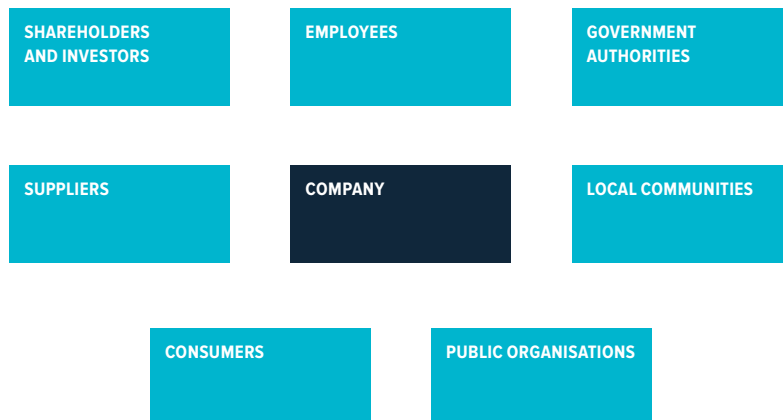 SHAREHOLDERS
AND INVESTORS
EMPLOYEES
GOVERNMENT
AUTHORITIES
SUPPLIERS
COMPANY
LOCAL COMMUNITIES
CONSUMERS
PUBLIC ORGANISATIONS